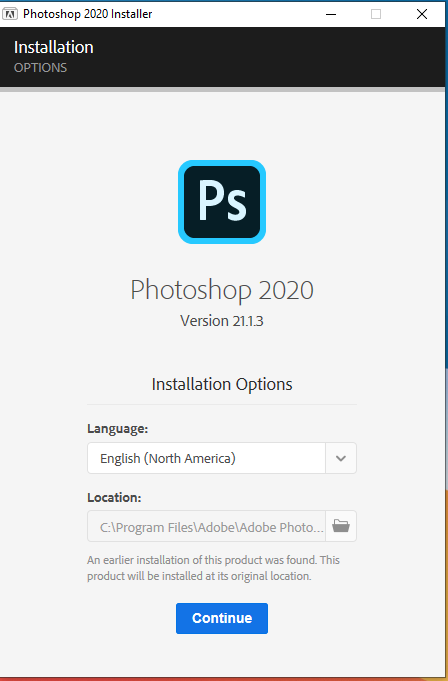 Photoshop 2020 Installer
Installation
OPTIONS
Ps
Photoshop 2020
Version 21.1.3
Installation Options
Language:
English (North America)
Location:
C:\Program Files\Adobe\Adobe Photo...
An earlier installation of this product was found. This
product will be installed at its original location.
Continue